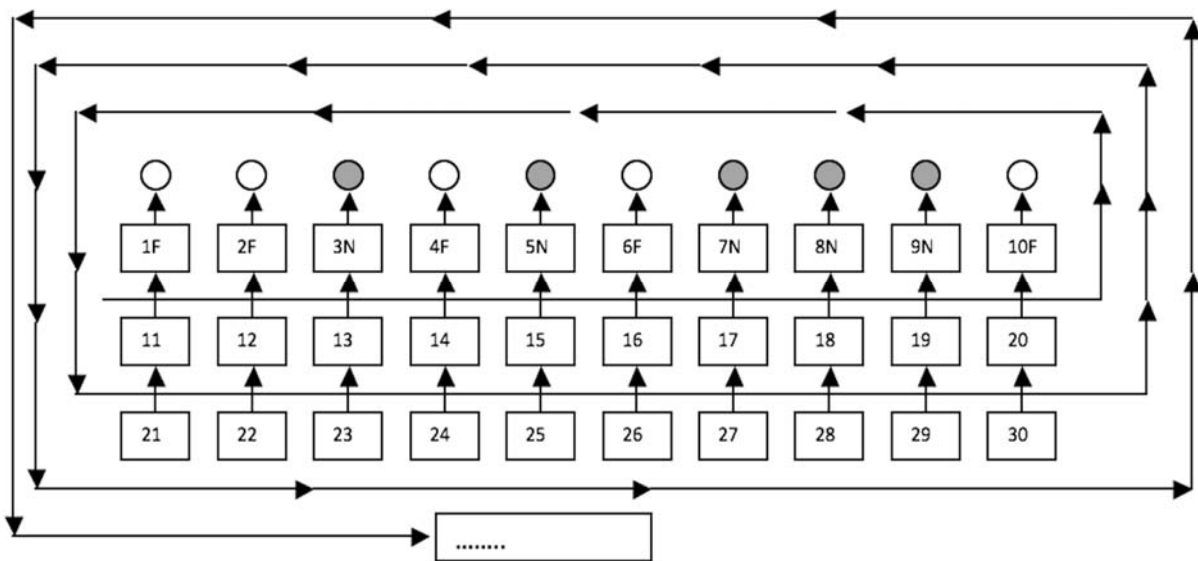 1F 2F 3N 4F 5N 6F 7N 8N 9N 10F
11 12 13 14 15 16 17 18 19 20
21 22 23 24 25 26 27 28 29 30
........